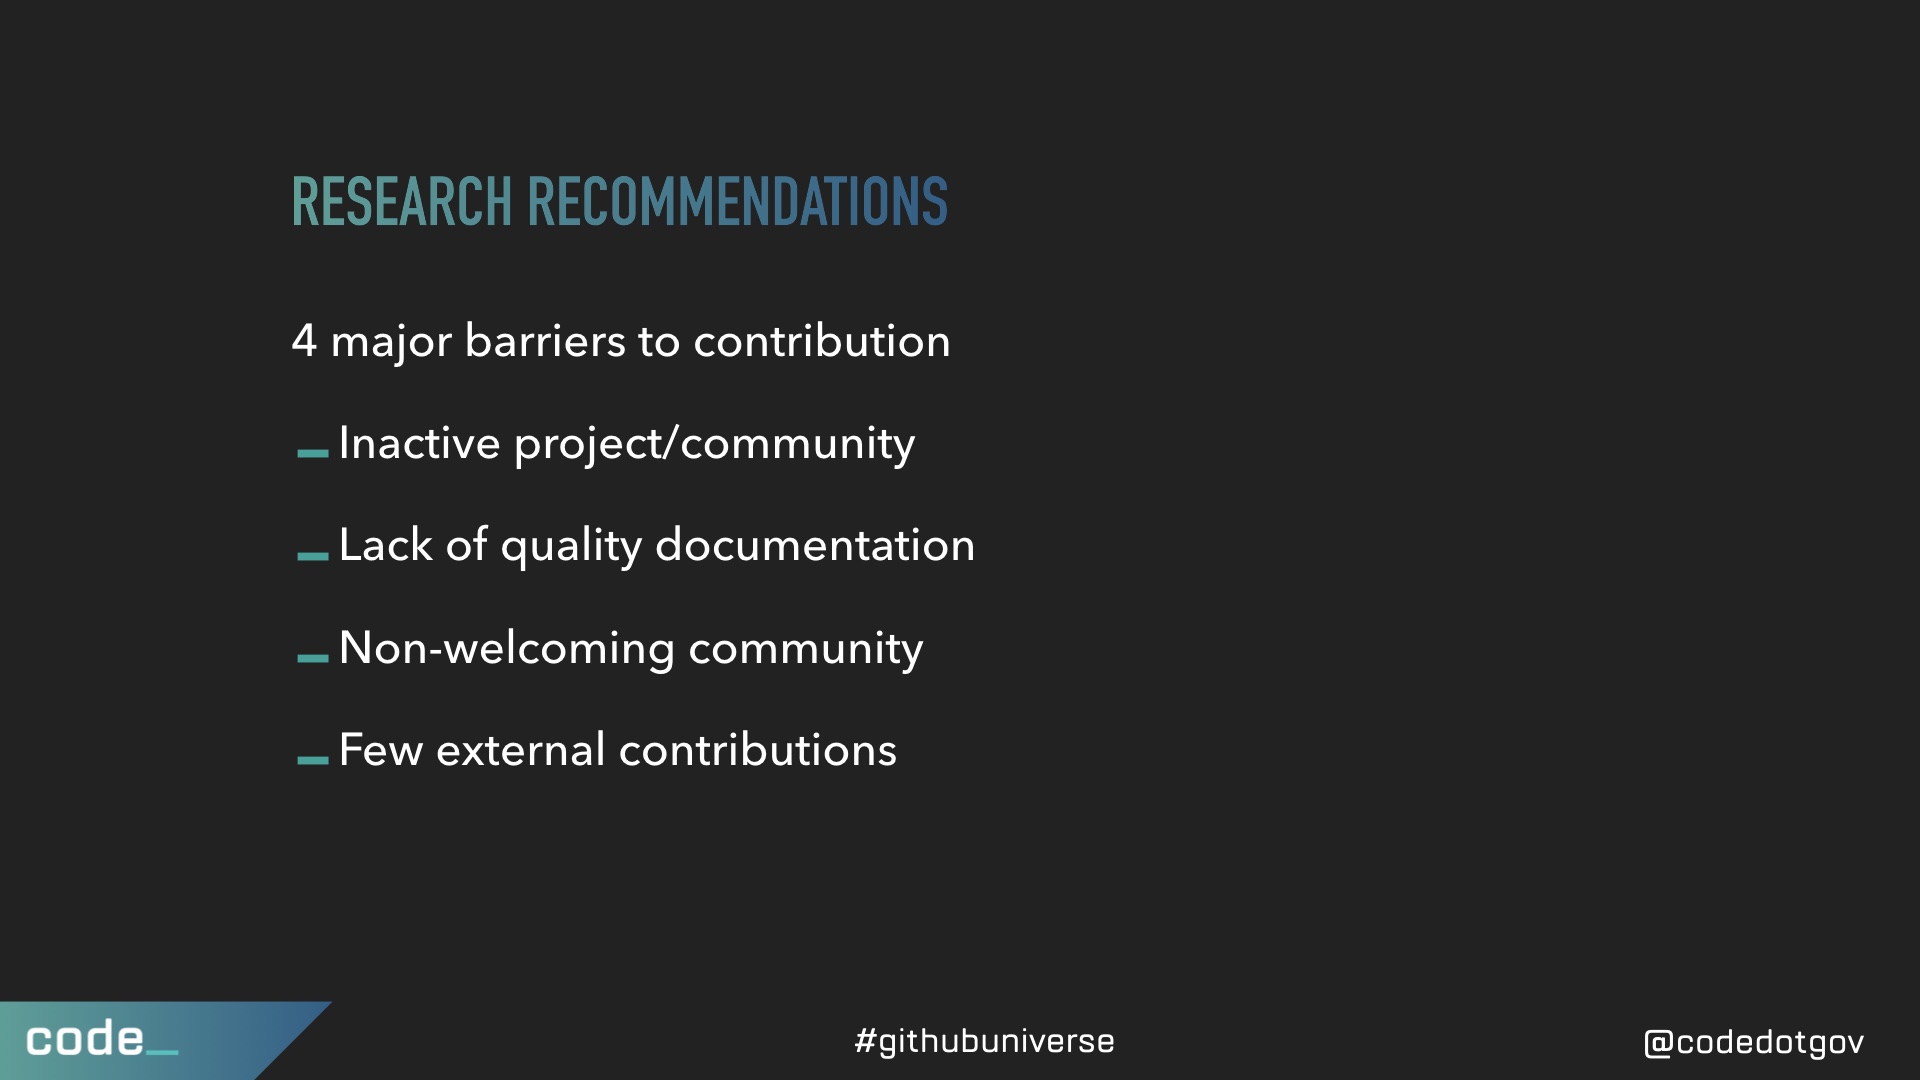 RESEARCH RECOMMENDATIONS
4 major barriers to contribution
Inactive project/community
Lack of quality documentation
Non-welcoming community
Few external contributions
code_
#githubuniverse
@codedotgov